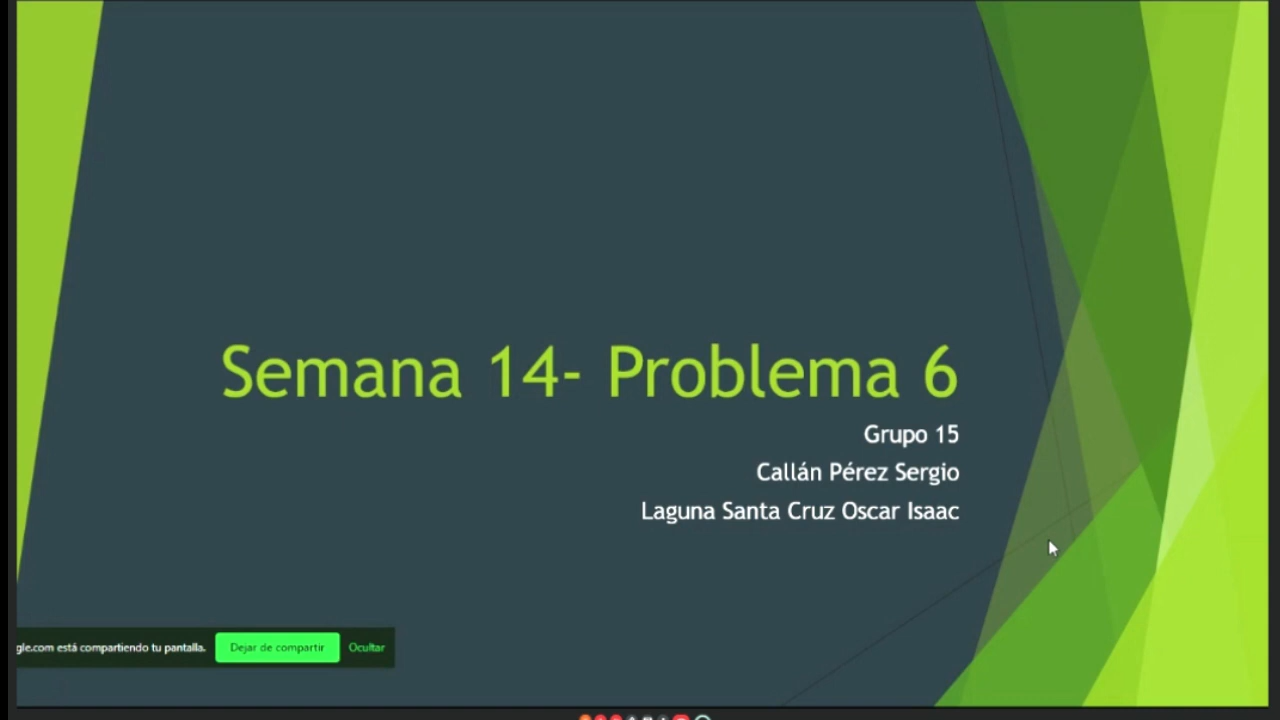 Semana 14- Problema 6
Grupo 15
Callán Pérez Sergio
Laguna Santa Cruz Oscar Isaac
gle.com está compartiendo tu pantalla. Dejar de compartir Ocultar